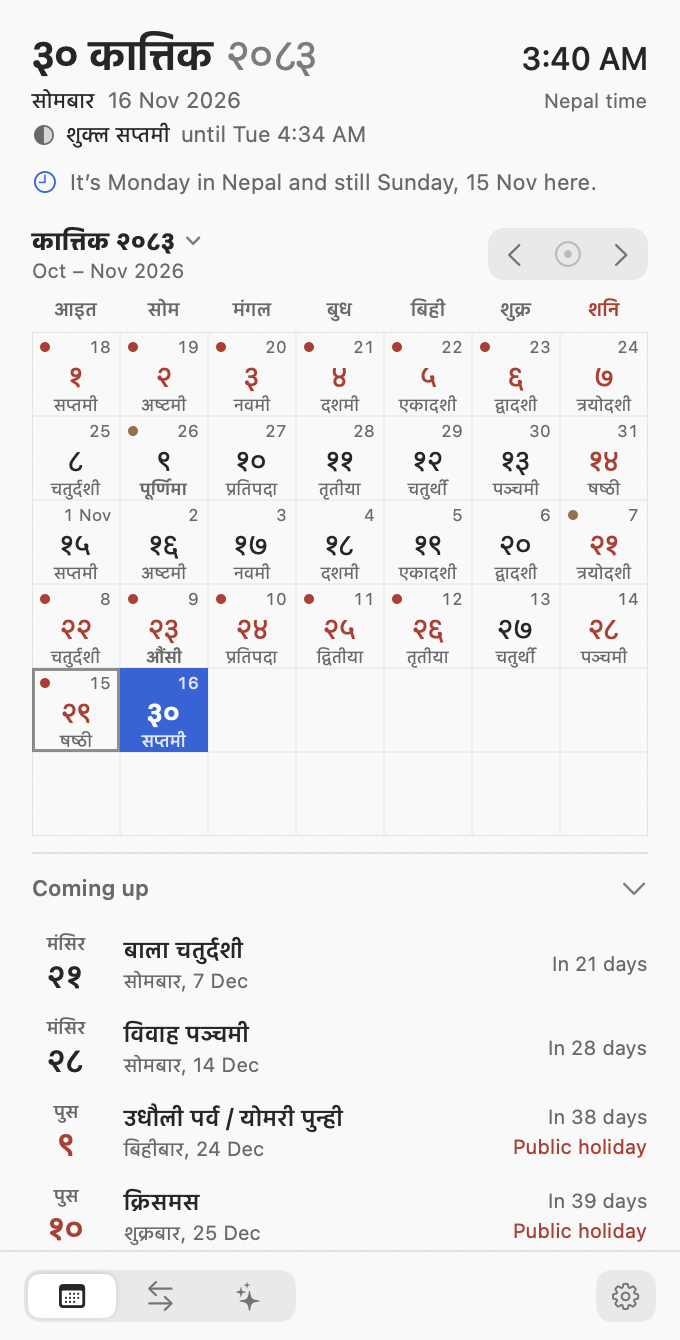 ३० कात्तिक २०८३
3:40 AM
सोमबार 16 Nov 2026
Nepal time
शुक्ल सप्तमी until Tue 4:34 AM
It’s Monday in Nepal and still Sunday, 15 Nov here.
कात्तिक २०८३
Oct – Nov 2026
आइत सोम मंगल बुध बिही शुक्र शनि
18 19 20 21 22 23 24
१ २ ३ ४ ५ ६ ७
सप्तमी अष्टमी नवमी दशमी एकादशी द्वादशी त्रयोदशी
25 26 27 28 29 30 31
८ ९ १० ११ १२ १३ १४
चतुर्दशी पूर्णिमा प्रतिपदा तृतीया चतुर्थी पञ्चमी षष्ठी
1 Nov 2 3 4 5 6 7
१५ १६ १७ १८ १९ २० २१
सप्तमी अष्टमी नवमी दशमी एकादशी द्वादशी त्रयोदशी
8 9 10 11 12 13 14
२२ २३ २४ २५ २६ २७ २८
चतुर्दशी औंसी प्रतिपदा द्वितीया तृतीया चतुर्थी पञ्चमी
15 16
२९ ३०
षष्ठी सप्तमी
Coming up
मंसिर २१
बाला चतुर्दशी
सोमबार, 7 Dec
In 21 days
मंसिर २८
विवाह पञ्चमी
सोमबार, 14 Dec
In 28 days
पुस ९
उधौली पर्व / योमरी पुन्ही
बिहीबार, 24 Dec
In 38 days
Public holiday
पुस १०
क्रिसमस
शुक्रबार, 25 Dec
In 39 days
Public holiday